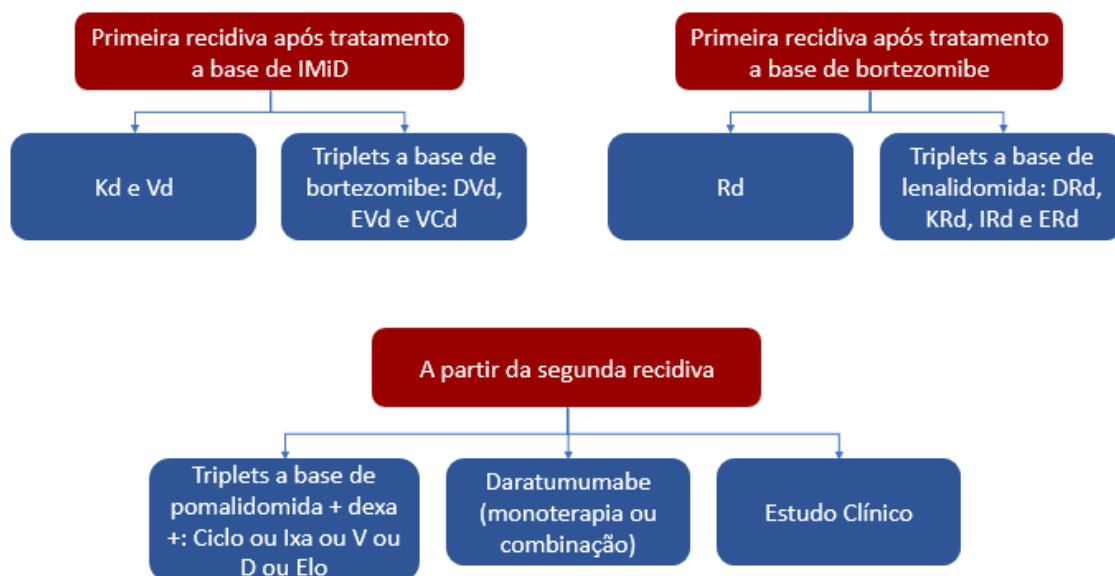 Primeira recidiva após tratamento
a base de IMiD
Kd e Vd
Triplets a base de
bortezomibe: DVd,
EVd e VCd
Primeira recidiva após tratamento
a base de bortezomibe
Rd
Triplets a base de
lenalidomida: DRd,
KRd, IRd e ERd
A partir da segunda recidiva
Triplets a base de
pomalidomida + dexa
+: Ciclo ou Ixa ou V ou
D ou Elo
Daratumumabe
(monoterapia ou
combinação)
Estudo Clínico